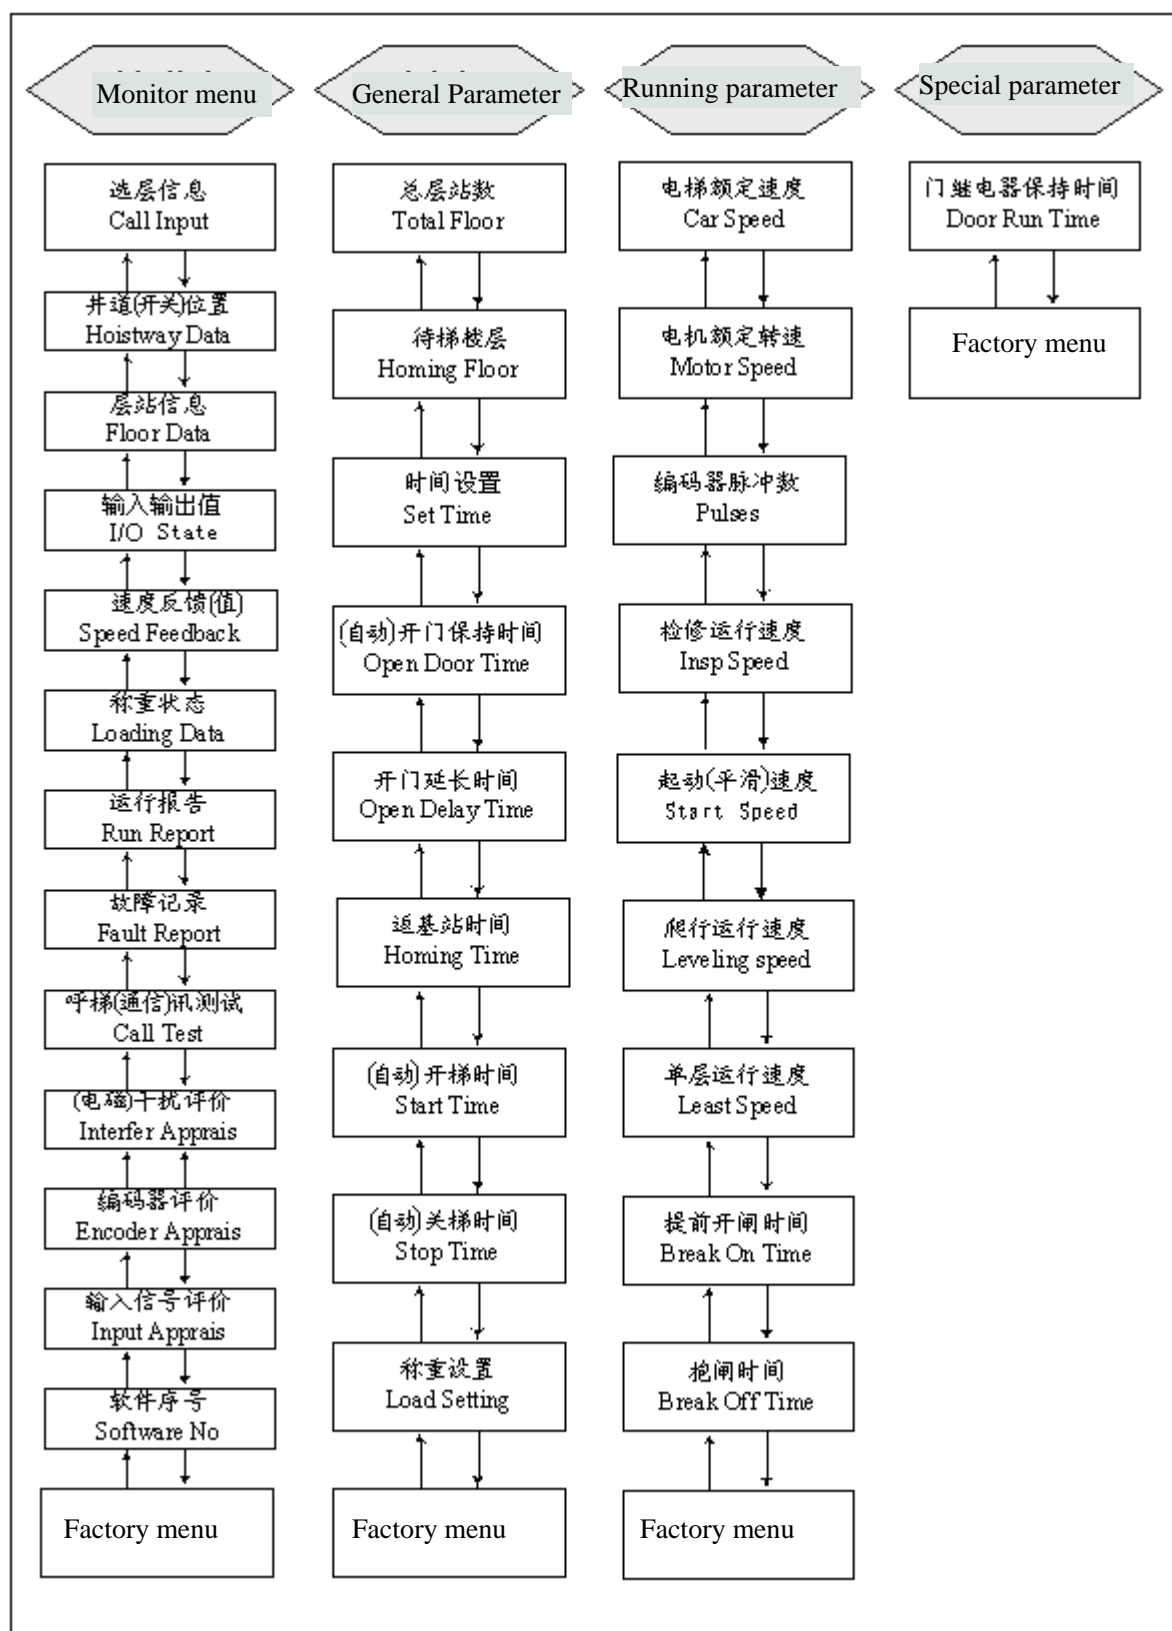 Monitor menu
选层信息
Call Input
井道(开关)位置
Hoistway Data
层站信息
Floor Data
输入输出值
I/O State
速度反馈(值)
Speed Feedback
称重状态
Loading Data
运行报告
Run Report
故障记录
Fault Report
呼梯(通信)讯测试
Call Test
(电磁)干扰评价
Interfer Apprais
编码器评价
Encoder Apprais
输入信号评价
Input Apprais
软件序号
Software No
Factory menu
General Parameter
总层站数
Total Floor
待梯楼层
Homing Floor
时间设置
Set Time
(自动)开门保持时间
Open Door Time
开门延长时间
Open Delay Time
返基站时间
Homing Time
(自动)开梯时间
Start Time
(自动)关梯时间
Stop Time
称重设置
Load Setting
Factory menu
Running parameter
电梯额定速度
Car Speed
电机额定转速
Motor Speed
编码器脉冲数
Pulses
检修运行速度
Insp Speed
起动(平滑)速度
Start Speed
爬行运行速度
Leveling speed
单层运行速度
Least Speed
提前开闸时间
Break On Time
抱闸时间
Break Off Time
Factory menu
Special parameter
门继电器保持时间
Door Run Time
Factory menu